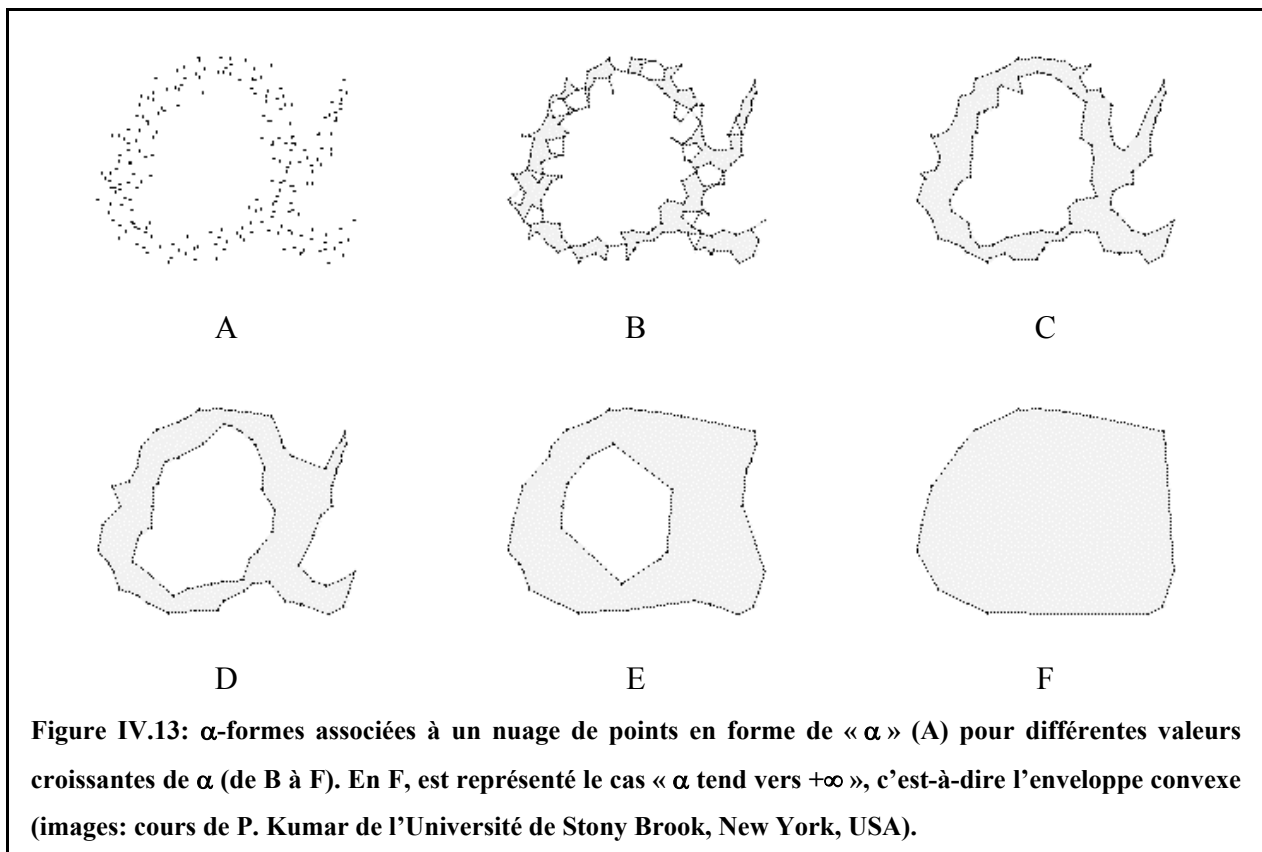 A B C
D E F
Figure IV.13: α-formes associées à un nuage de points en forme de « α » (A) pour différentes valeurs
croissantes de α (de B à F). En F, est représenté le cas « α tend vers +∞ », c’est-à-dire l’enveloppe convexe
(images: cours de P. Kumar de l’Université de Stony Brook, New York, USA).